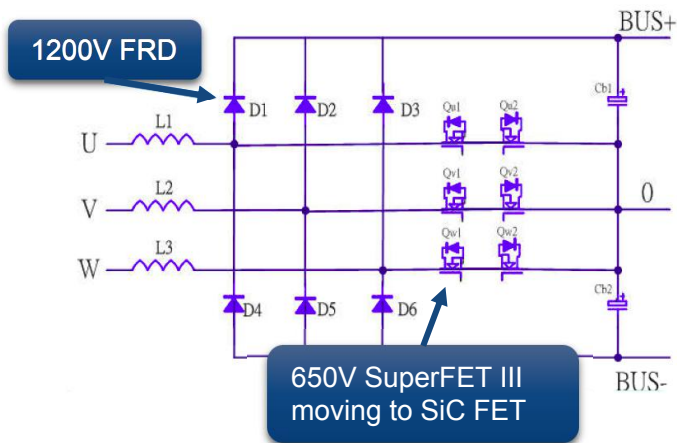 BUS+
1200V FRD
D1
D2
D3
Qu1
Qu2
Cb1
L1
U
L2
Qv1
Qv2
0
V
L3
Qw1
Qw2
W
Cb2
D4
D5
D6
650V SuperFET III
moving to SiC FET
BUS-